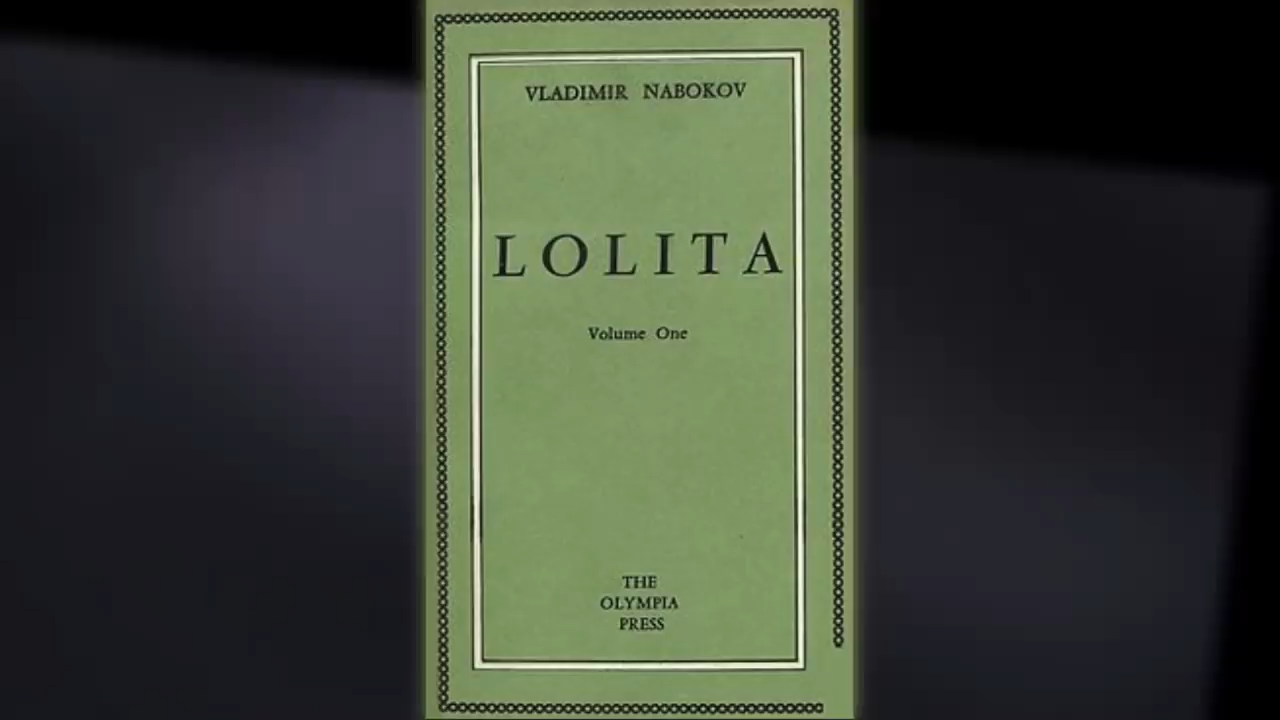 VLADIMIR NABOKOV
LOLITA
Volume One
THE
OLYMPIA
PRESS